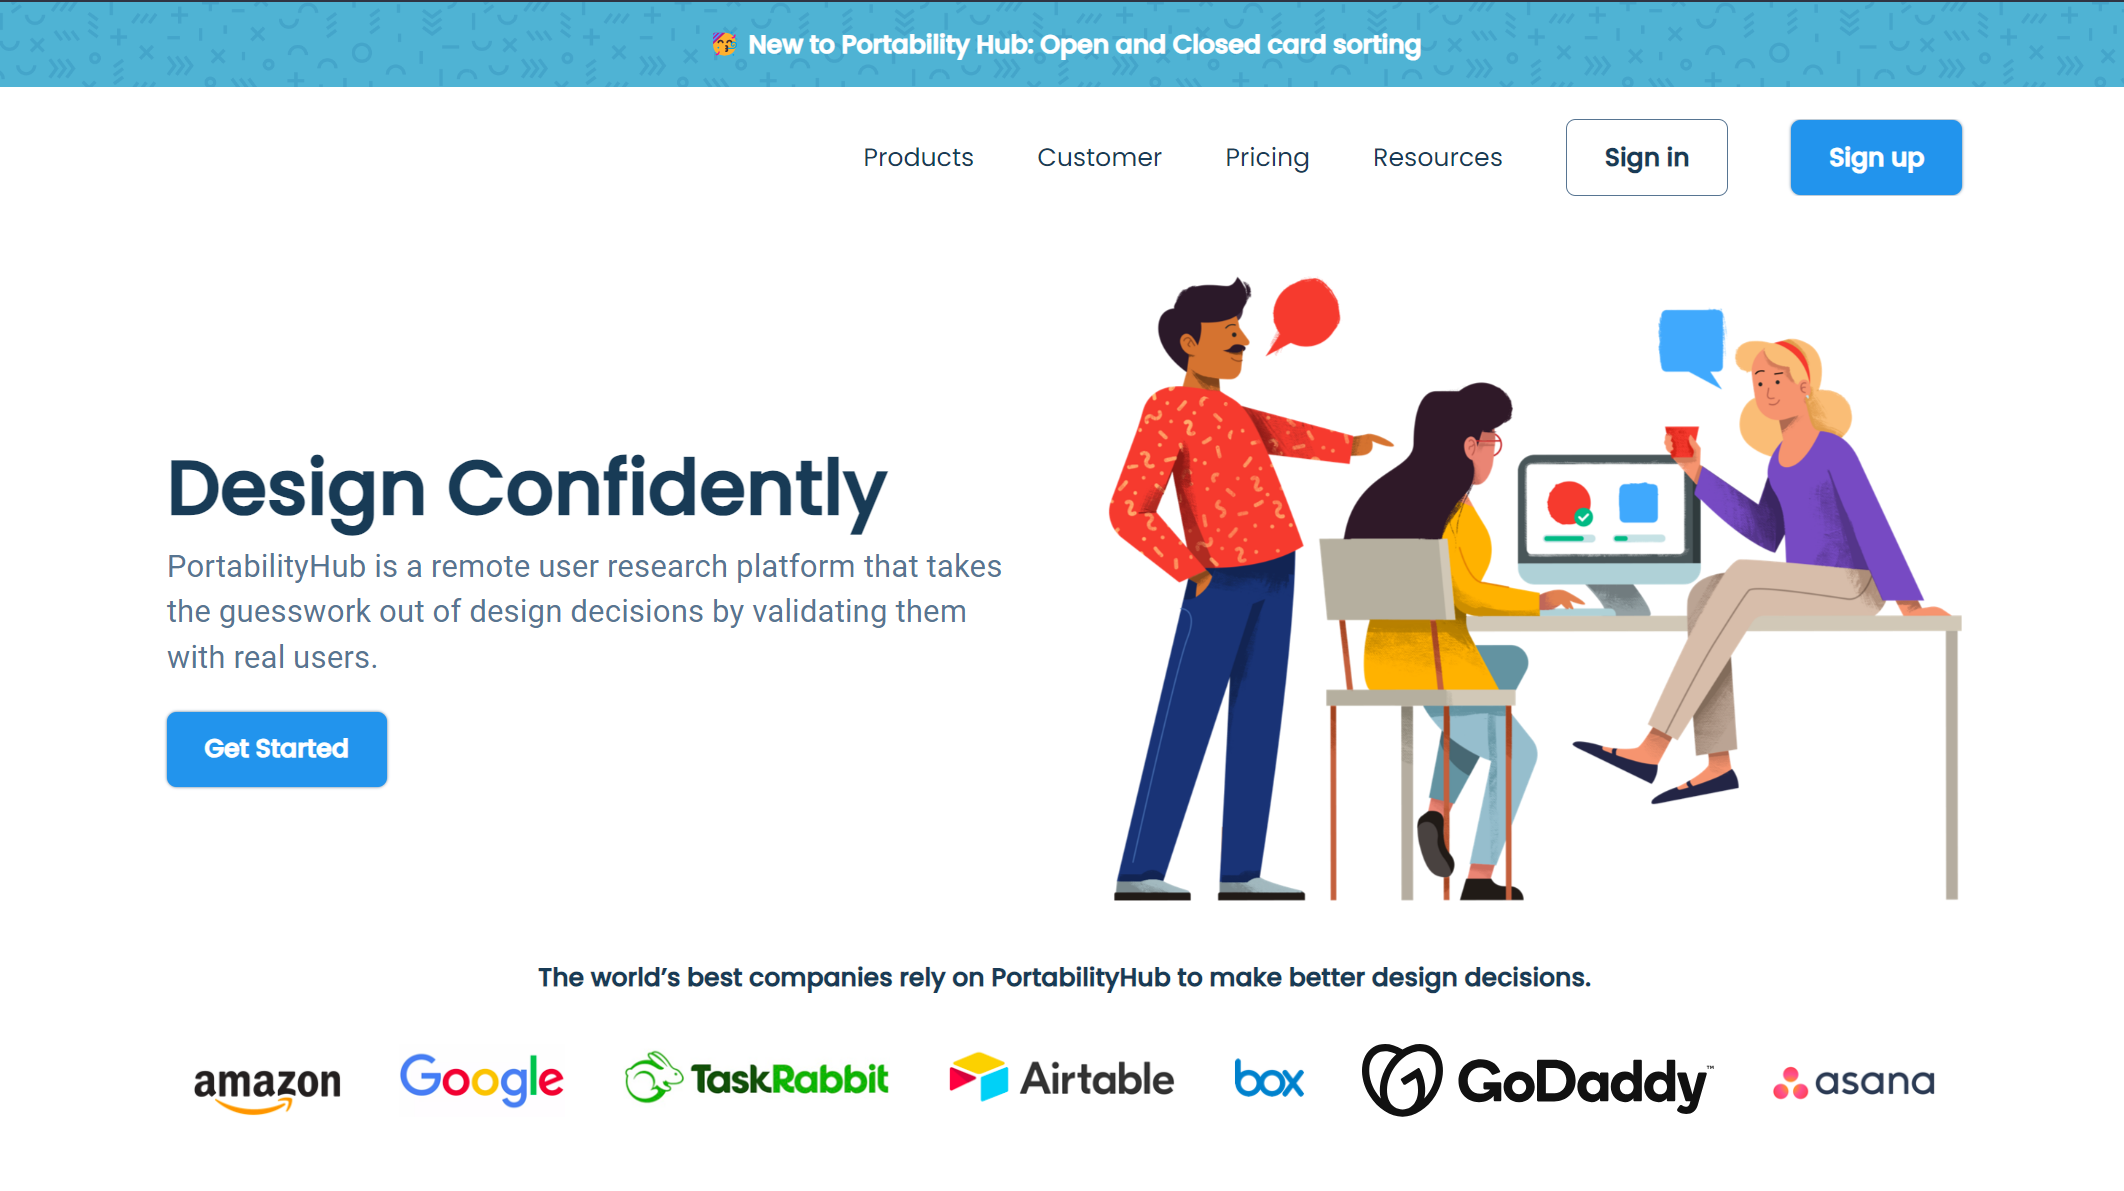 🥳 New to Portability Hub: Open and Closed card sorting
Products Customer Pricing Resources Sign in Sign up
Design Confidently
PortabilityHub is a remote user research platform that takes
the guesswork out of design decisions by validating them
with real users.
Get Started
The world’s best companies rely on PortabilityHub to make better design decisions.
amazon Google TaskRabbit Airtable box GoDaddy™ asana